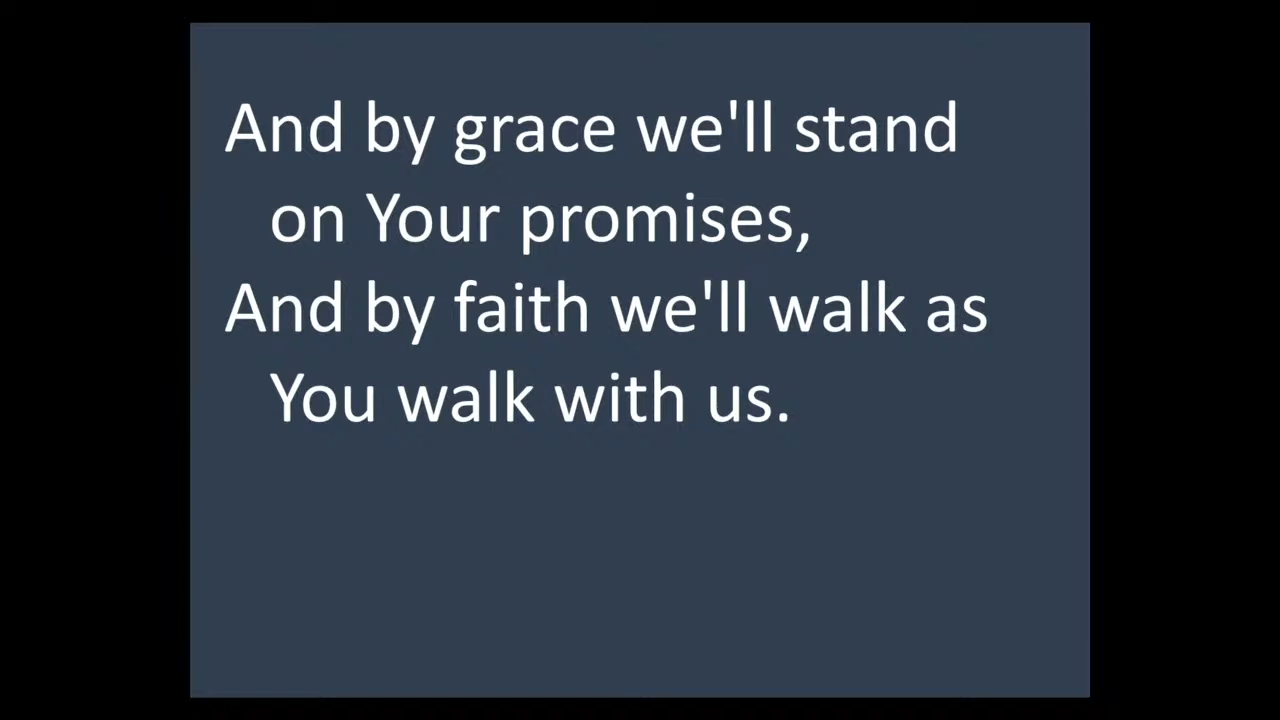 And by grace we'll stand
on Your promises,
And by faith we'll walk as
You walk with us.